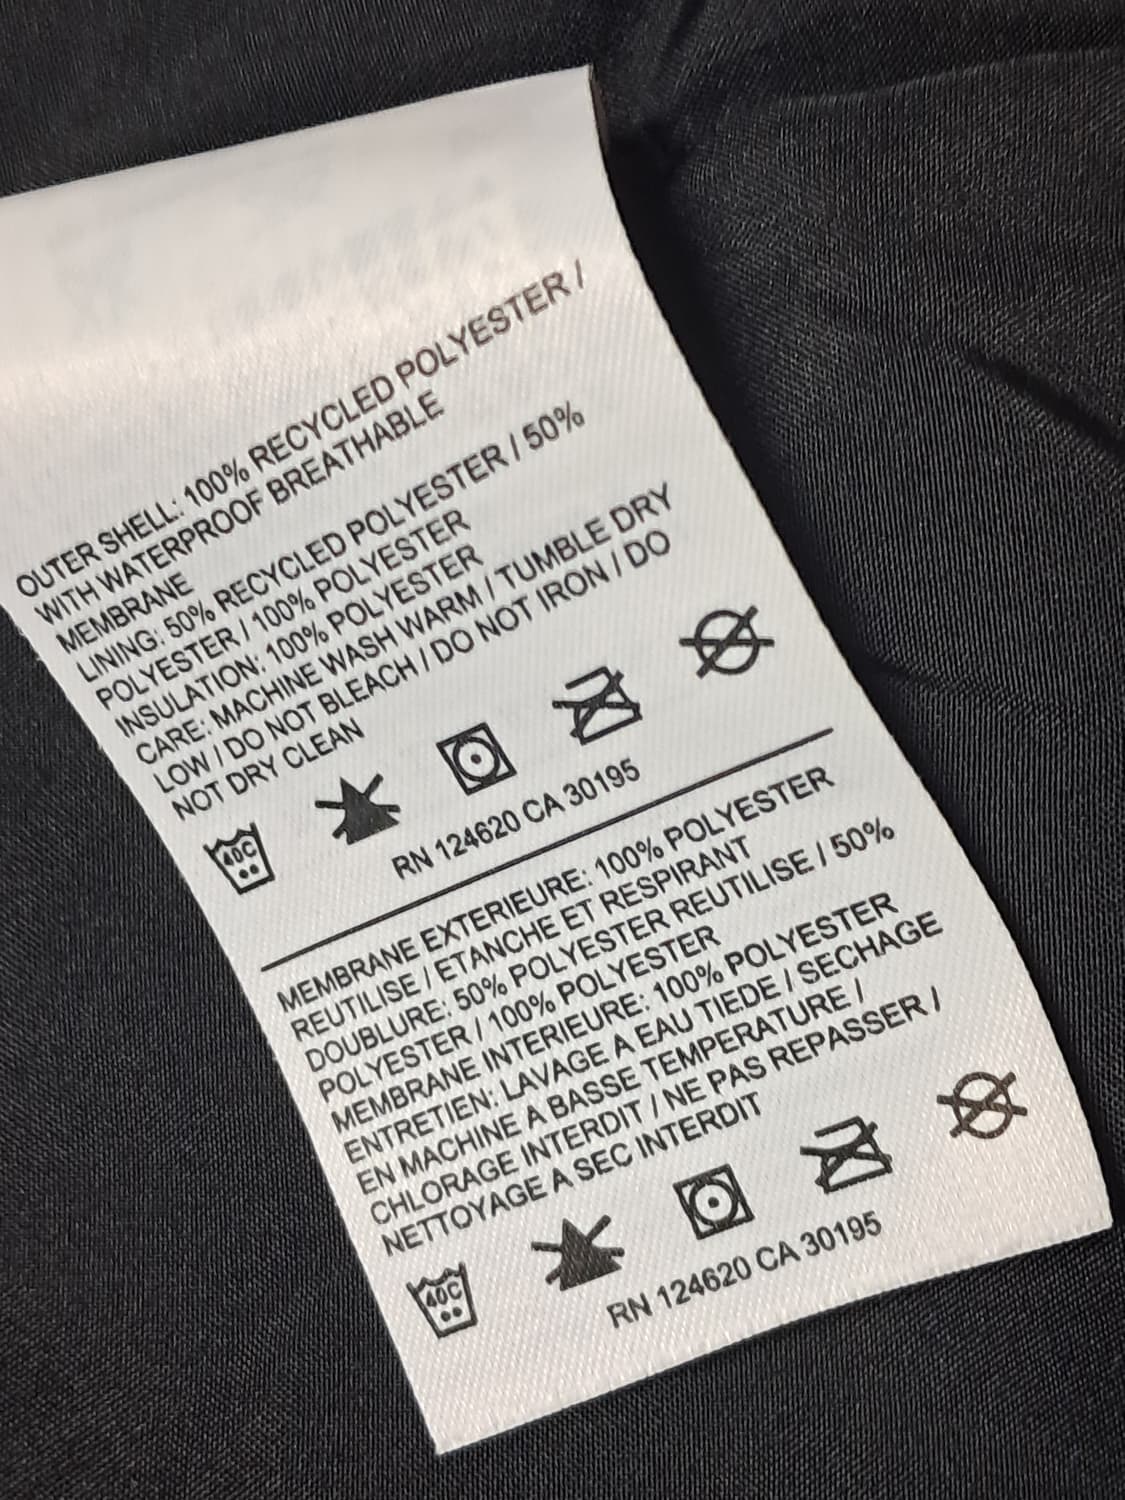 OUTER SHELL: 100% RECYCLED POLYESTER /
WITH WATERPROOF BREATHABLE
MEMBRANE
LINING: 50% RECYCLED POLYESTER / 50%
POLYESTER / 100% POLYESTER
INSULATION: 100% POLYESTER
CARE: MACHINE WASH WARM / TUMBLE DRY
LOW / DO NOT BLEACH / DO NOT IRON / DO
NOT DRY CLEAN
40C
RN 124620 CA 30195
MEMBRANE EXTERIEURE: 100% POLYESTER
REUTILISE / ETANCHE ET RESPIRANT
DOUBLURE: 50% POLYESTER REUTILISE / 50%
POLYESTER / 100% POLYESTER
MEMBRANE INTERIEURE: 100% POLYESTER
ENTRETIEN: LAVAGE A EAU TIEDE / SECHAGE
EN MACHINE A BASSE TEMPERATURE /
CHLORAGE INTERDIT / NE PAS REPASSER /
NETTOYAGE A SEC INTERDIT
40C
RN 124620 CA 30195